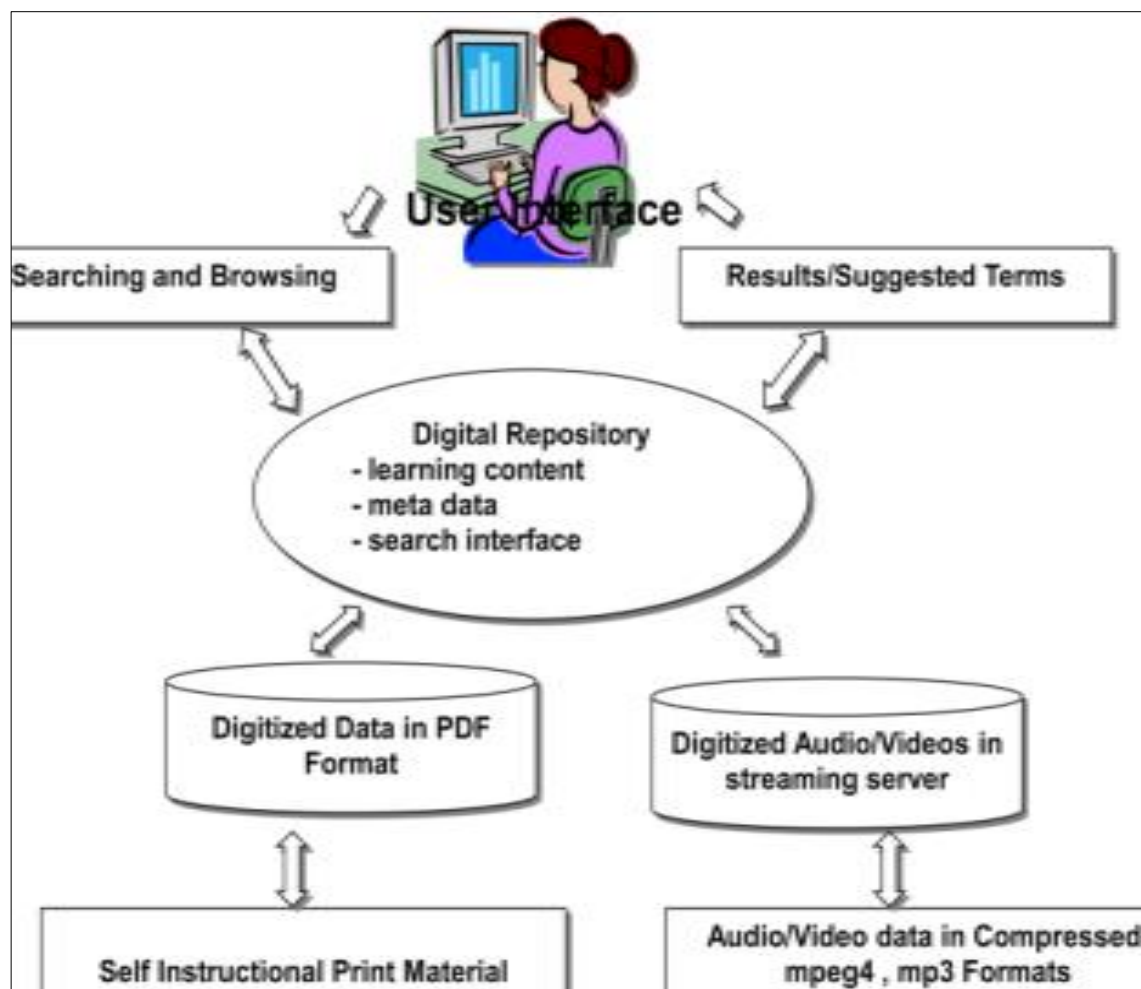 User Interface
Searching and Browsing
Results/Suggested Terms
Digital Repository
- learning content
- meta data
- search interface
Digitized Data in PDF
Format
Digitized Audio/Videos in
streaming server
Self Instructional Print Material
Audio/Video data in Compressed
mpeg4 , mp3 Formats